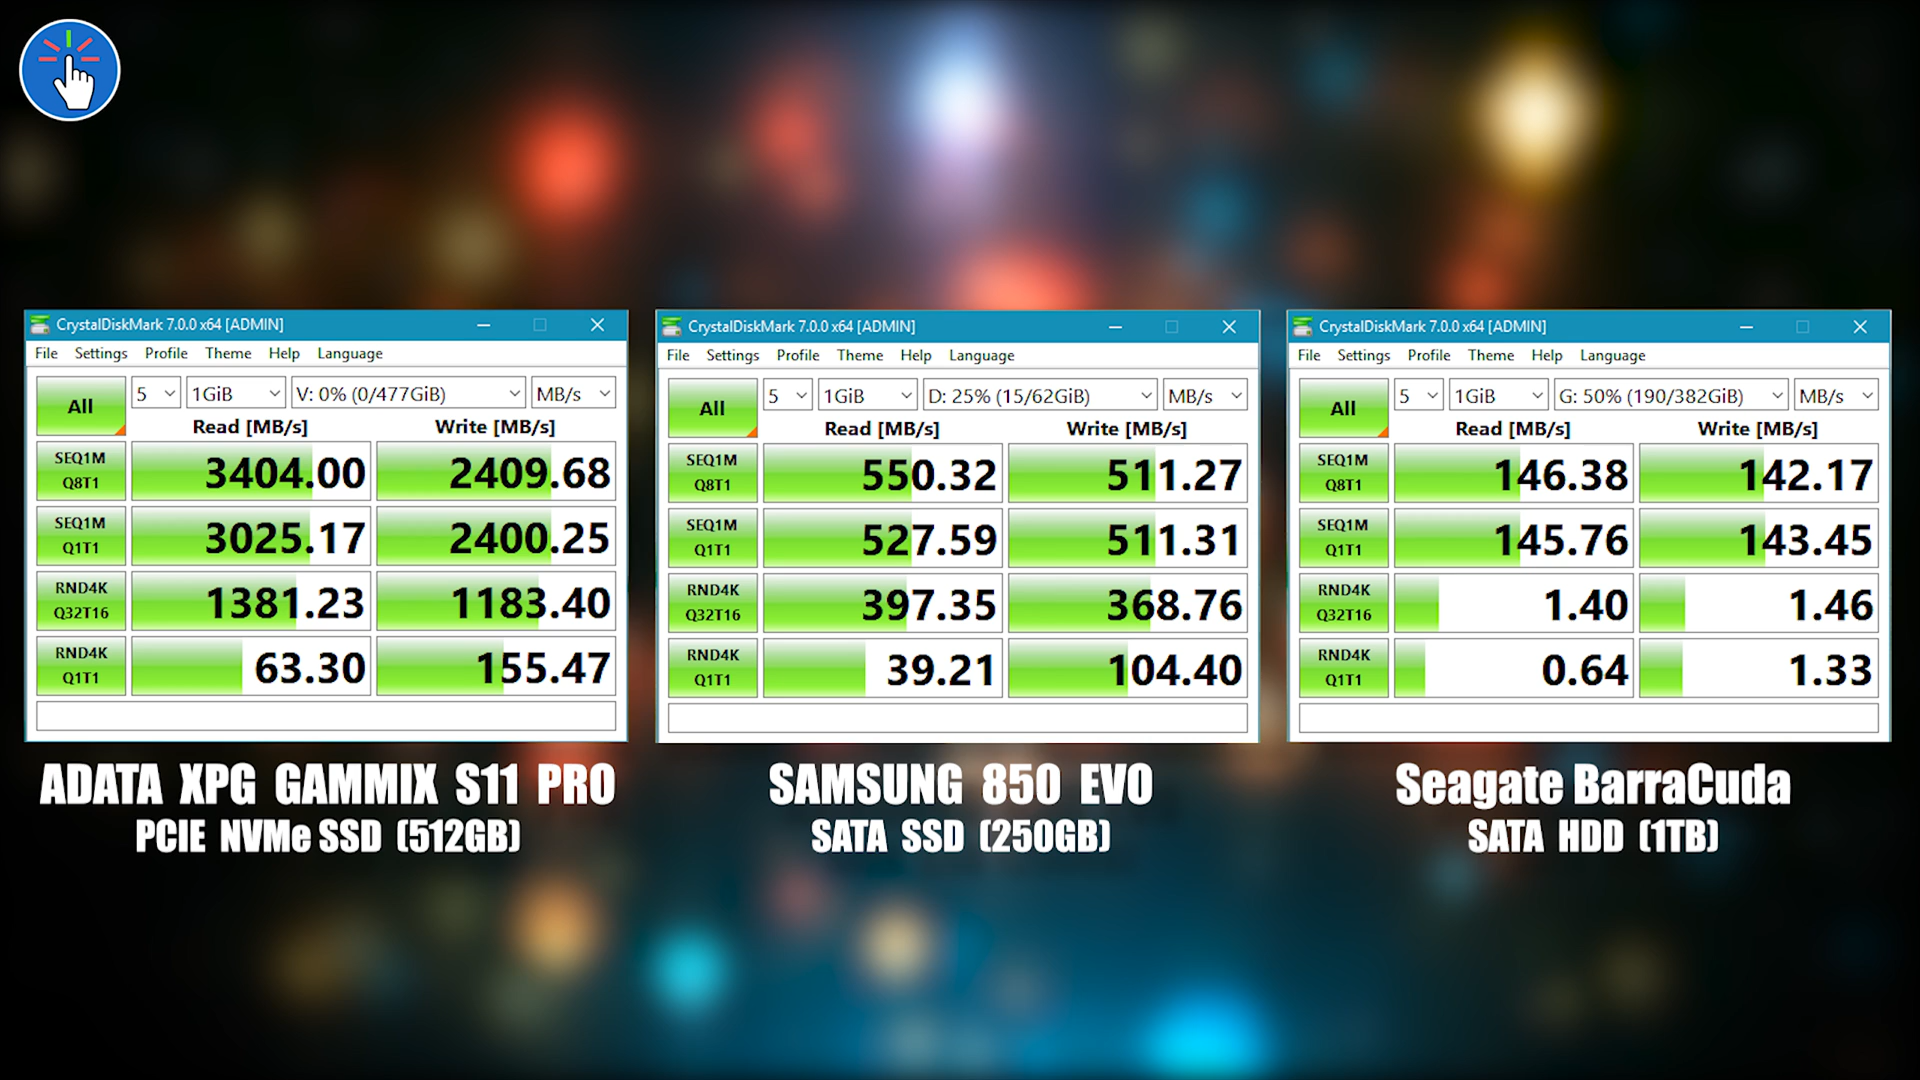 CrystalDiskMark 7.0.0 x64 [ADMIN]
File Settings Profile Theme Help Language
All 5 1GiB V: 0% (0/477GiB) MB/s
Read [MB/s] Write [MB/s]
SEQ1M
Q8T1
3404.00 2409.68
SEQ1M
Q1T1
3025.17 2400.25
RND4K
Q32T16
1381.23 1183.40
RND4K
Q1T1
63.30 155.47
ADATA XPG GAMMIX S11 PRO
PCIE NVMe SSD (512GB)
CrystalDiskMark 7.0.0 x64 [ADMIN]
File Settings Profile Theme Help Language
All 5 1GiB D: 25% (15/62GiB) MB/s
Read [MB/s] Write [MB/s]
SEQ1M
Q8T1
550.32 511.27
SEQ1M
Q1T1
527.59 511.31
RND4K
Q32T16
397.35 368.76
RND4K
Q1T1
39.21 104.40
SAMSUNG 850 EVO
SATA SSD (250GB)
CrystalDiskMark 7.0.0 x64 [ADMIN]
File Settings Profile Theme Help Language
All 5 1GiB G: 50% (190/382GiB) MB/s
Read [MB/s] Write [MB/s]
SEQ1M
Q8T1
146.38 142.17
SEQ1M
Q1T1
145.76 143.45
RND4K
Q32T16
1.40 1.46
RND4K
Q1T1
0.64 1.33
Seagate BarraCuda
SATA HDD (1TB)